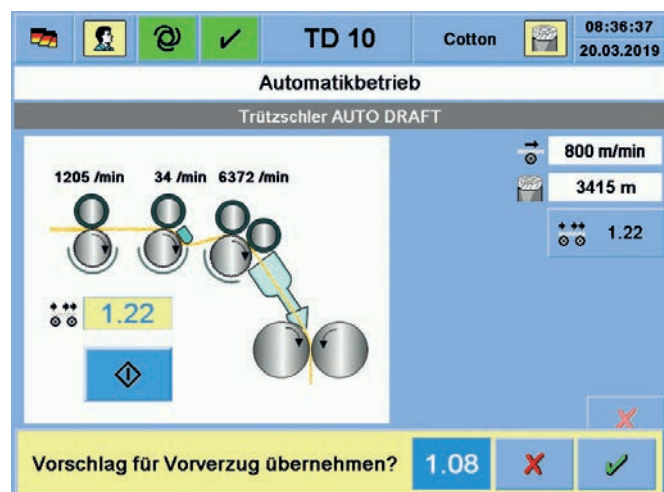 TD 10
Cotton
08:36:37
20.03.2019
Automatikbetrieb
Trützschler AUTO DRAFT
1205 /min 34 /min 6372 /min
800 m/min
3415 m
1.22
1.22
Vorschlag für Vorverzug übernehmen? 1.08